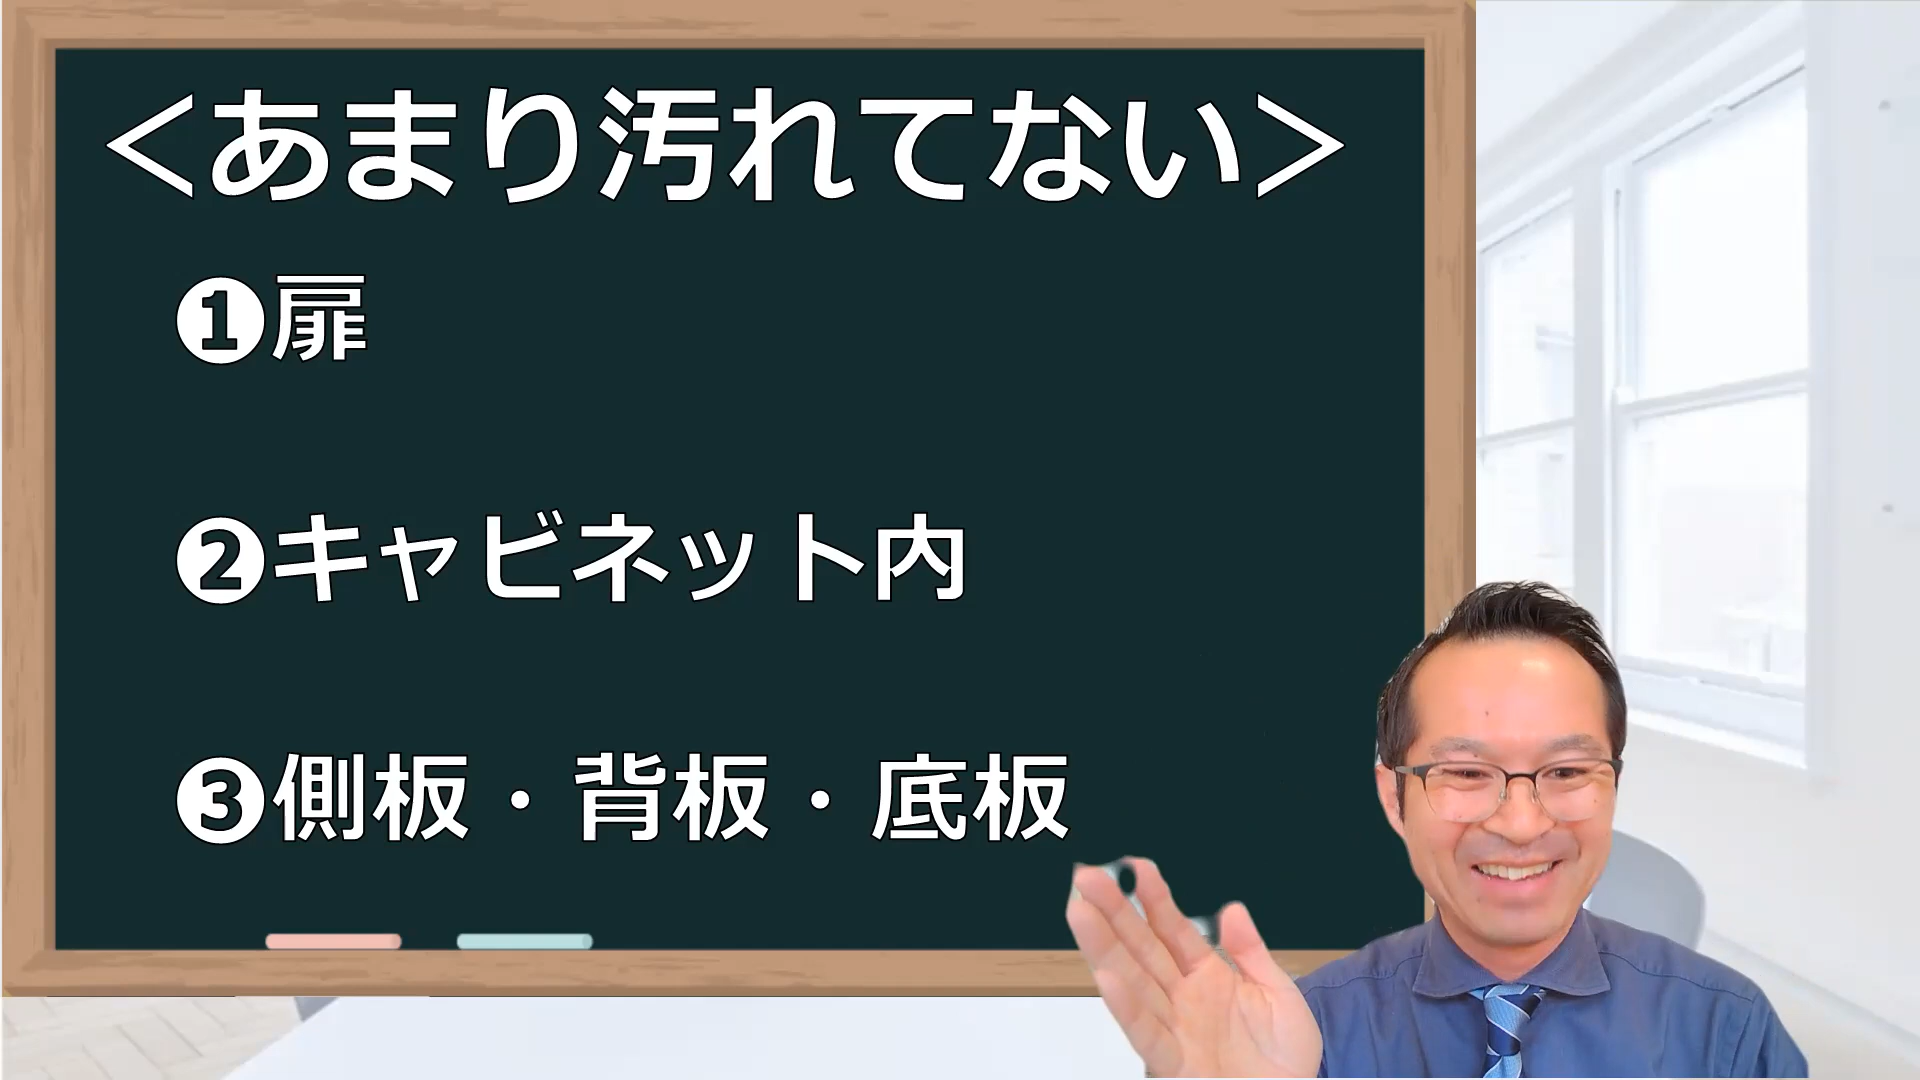 ＜あまり汚れてない＞
❶扉
❷キャビネット内
❸側板・背板・底板